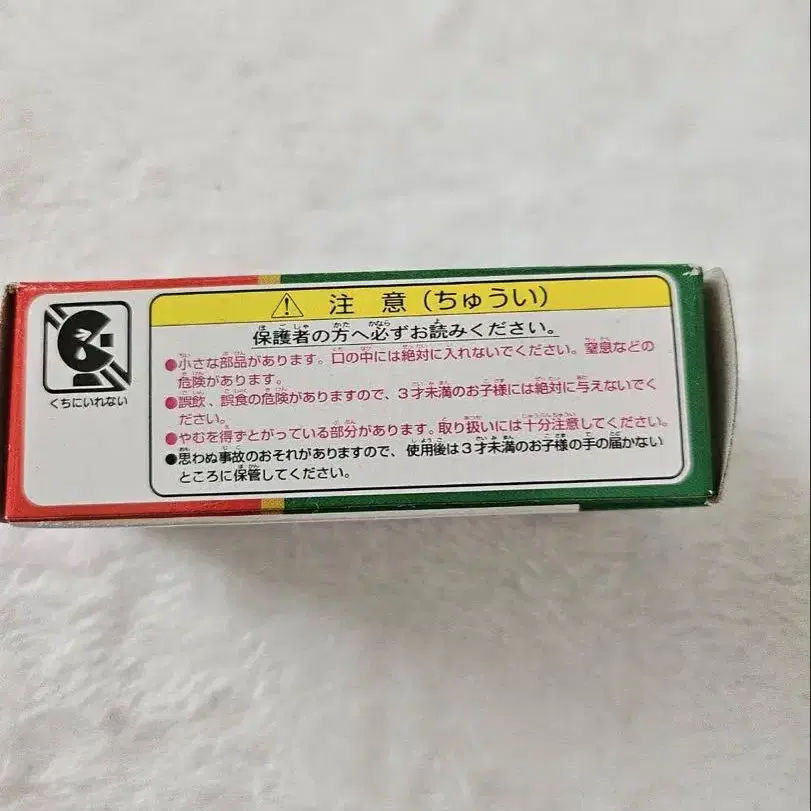 注 意(ちゅうい)
保護者の方へ必ずお読みください。
●小さな部品があります。口の中には絶対に入れないでください。窒息などの
危険があります。
●誤飲、誤食の危険がありますので、3才未満のお子様には絶対に与えないでく
ださい。
●やむを得ずとがっている部分があります。取り扱いには十分注意してください。
●思わぬ事故のおそれがありますので、使用後は3才未満のお子様の手の届かない
ところに保管してください。
くちにいれない